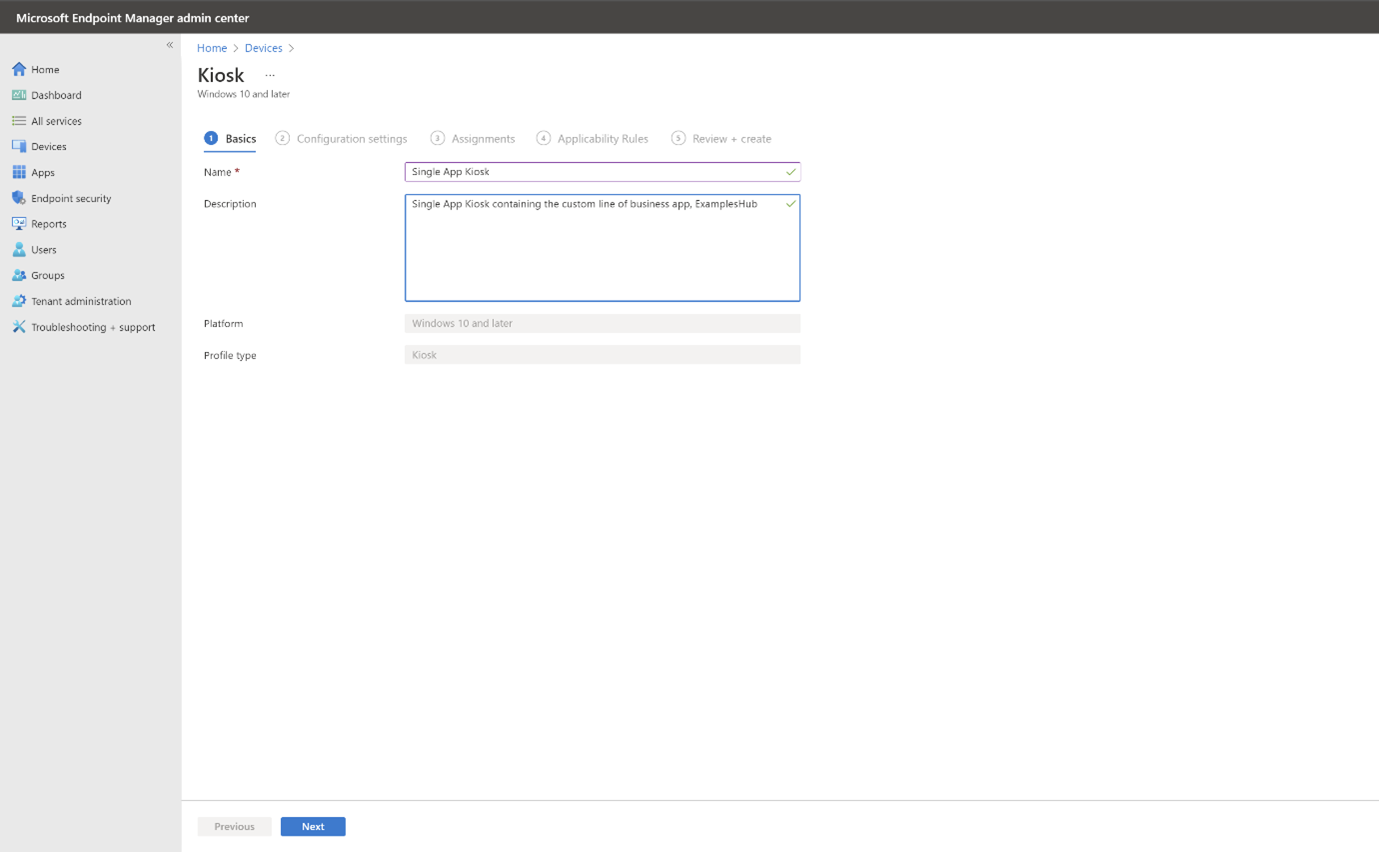 Microsoft Endpoint Manager admin center
«
Home
Dashboard
All services
Devices
Apps
Endpoint security
Reports
Users
Groups
Tenant administration
Troubleshooting + support
Home > Devices >
Kiosk ...
Windows 10 and later
1 Basics 2 Configuration settings 3 Assignments 4 Applicability Rules 5 Review + create
Name * Single App Kiosk
Description Single App Kiosk containing the custom line of business app, ExamplesHub
Platform Windows 10 and later
Profile type Kiosk
Previous Next